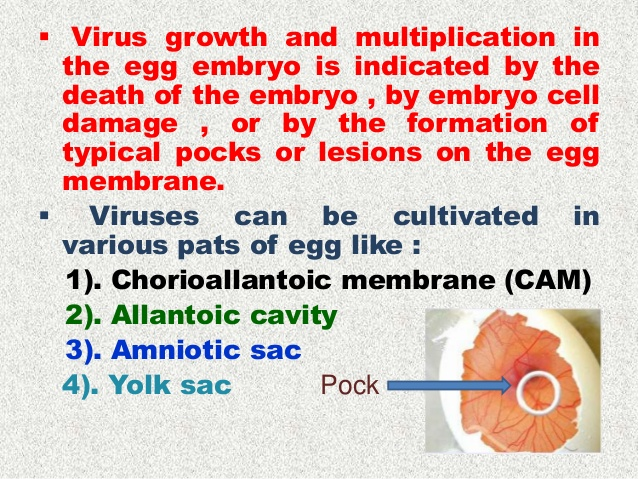 ▪ Virus growth and multiplication in
the egg embryo is indicated by the
death of the embryo , by embryo cell
damage , or by the formation of
typical pocks or lesions on the egg
membrane.
▪ Viruses can be cultivated in
various pats of egg like :
1). Chorioallantoic membrane (CAM)
2). Allantoic cavity
3). Amniotic sac
4). Yolk sac Pock